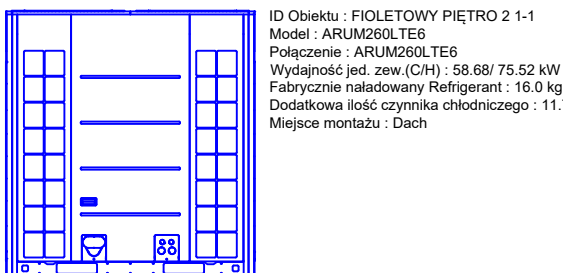 ID Obiektu : FIOLETOWY PIĘTRO 2 1-1
Model : ARUM260LTE6
Połączenie : ARUM260LTE6
Wydajność jed. zew.(C/H) : 58.68/ 75.52 kW
Fabrycznie naładowany Refrigerant : 16.0 kg
Dodatkowa ilość czynnika chłodniczego : 11.
Miejsce montażu : Dach